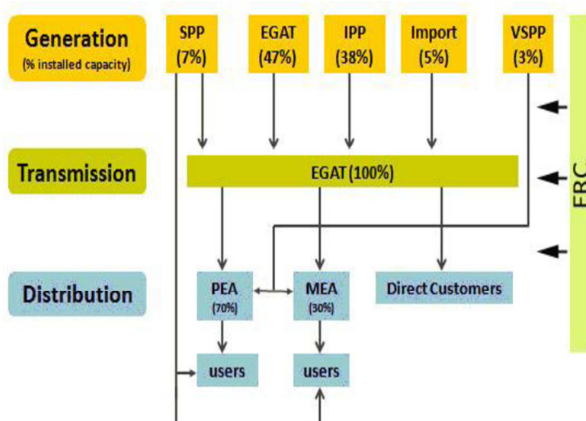 Generation
(% installed capacity)
SPP
(7%)
EGAT
(47%)
IPP
(38%)
Import
(5%)
VSPP
(3%)
Transmission
EGAT (100%)
ERC
Distribution
PEA
(70%)
MEA
(30%)
Direct Customers
users
users